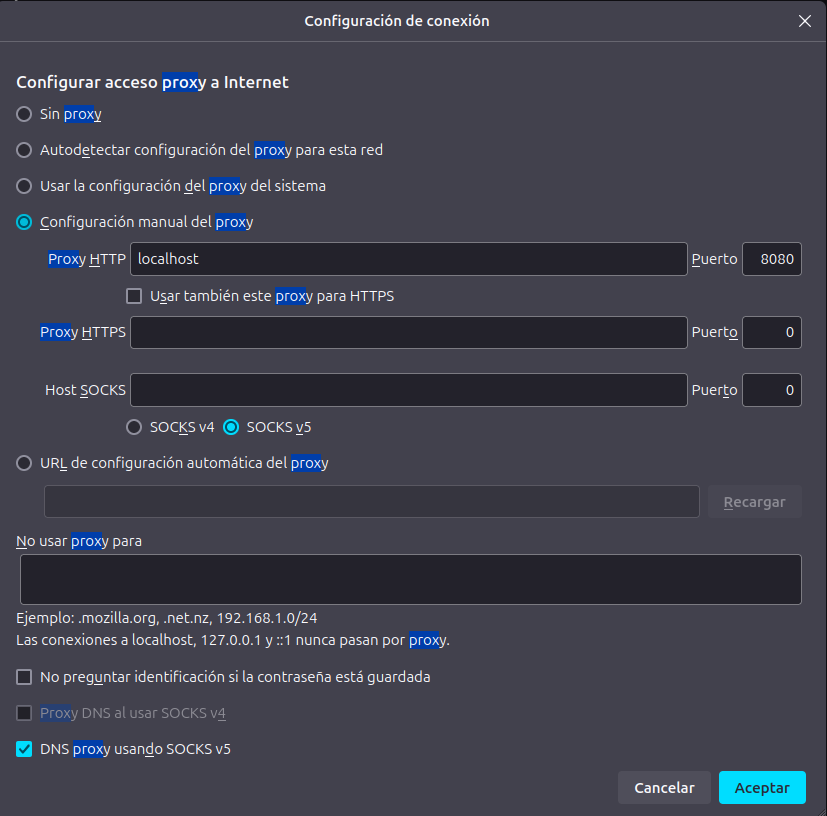 Configuración de conexión
Configurar acceso proxy a Internet
Sin proxy
Autodetectar configuración del proxy para esta red
Usar la configuración del proxy del sistema
Configuración manual del proxy
Proxy HTTP localhost Puerto 8080
Usar también este proxy para HTTPS
Proxy HTTPS Puerto 0
Host SOCKS Puerto 0
SOCKS v4 SOCKS v5
URL de configuración automática del proxy
Recargar
No usar proxy para
Ejemplo: .mozilla.org, .net.nz, 192.168.1.0/24
Las conexiones a localhost, 127.0.0.1 y ::1 nunca pasan por proxy.
No preguntar identificación si la contraseña está guardada
Proxy DNS al usar SOCKS v4
DNS proxy usando SOCKS v5
Cancelar Aceptar